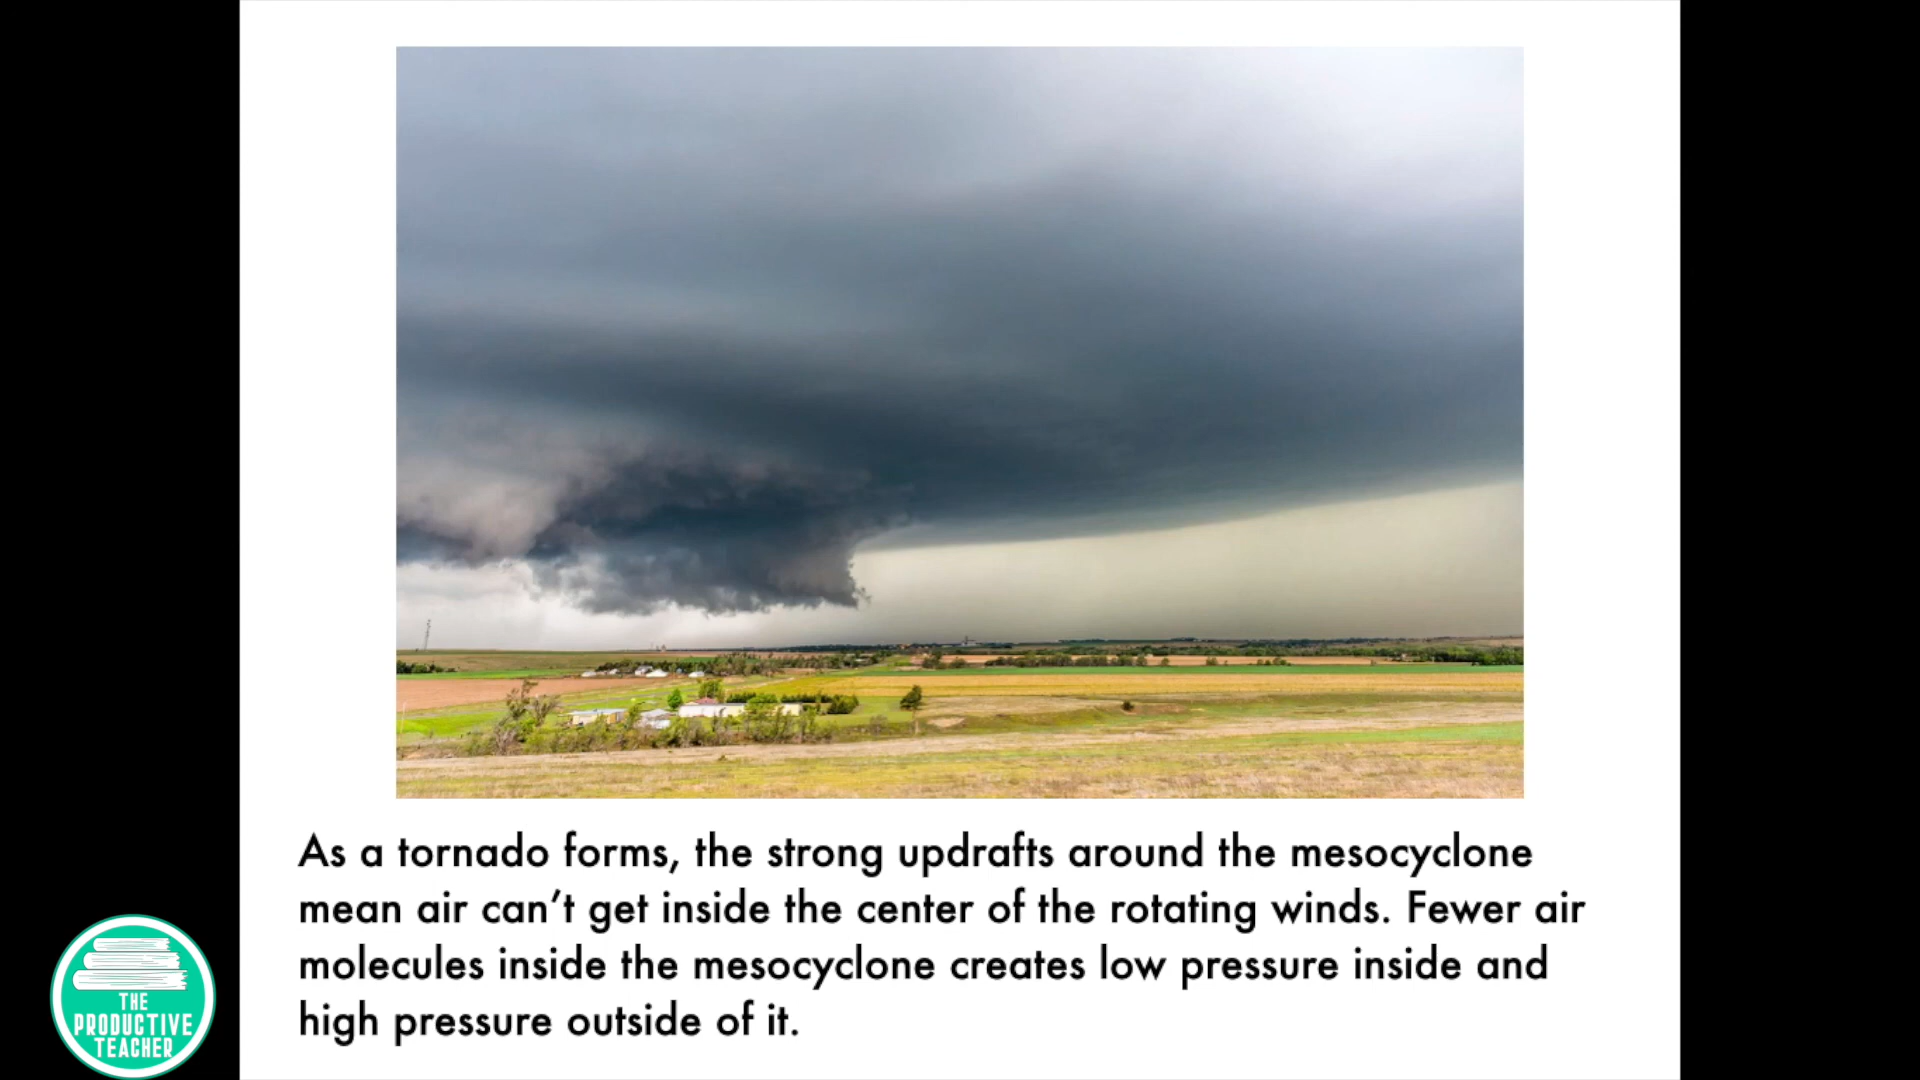 As a tornado forms, the strong updrafts around the mesocyclone
mean air can’t get inside the center of the rotating winds. Fewer air
molecules inside the mesocyclone creates low pressure inside and
high pressure outside of it.
THE
PRODUCTIVE
TEACHER